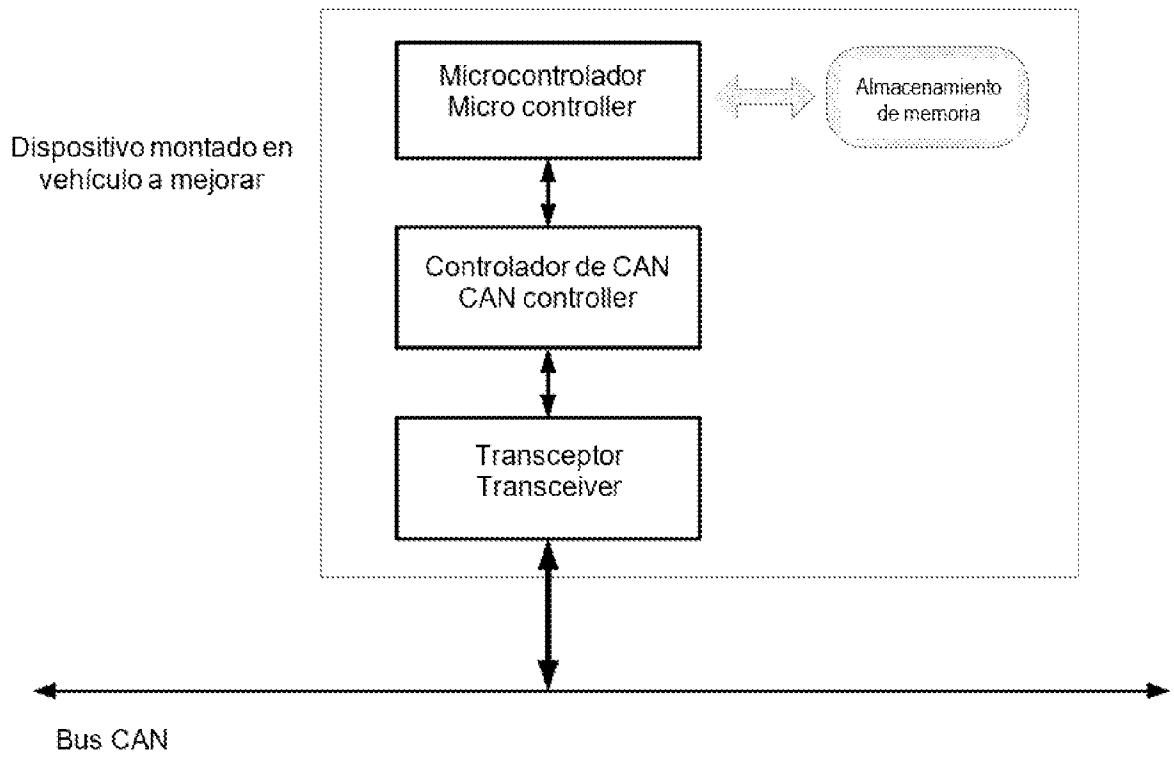 Microcontrolador
Micro controller
Almacenamiento
de memoria
Dispositivo montado en
vehículo a mejorar
Controlador de CAN
CAN controller
Transceptor
Transceiver
Bus CAN